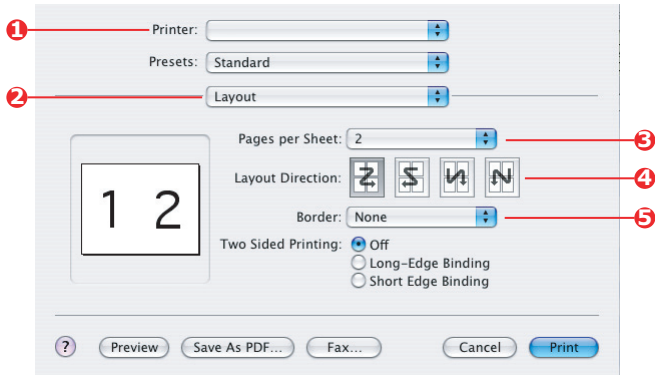 1 Printer:
Presets: Standard
2 Layout
Pages per Sheet: 2 3
Layout Direction: 4
Border: None 5
Two Sided Printing: Off
Long-Edge Binding
Short Edge Binding
1 2
? Preview Save As PDF... Fax... Cancel Print